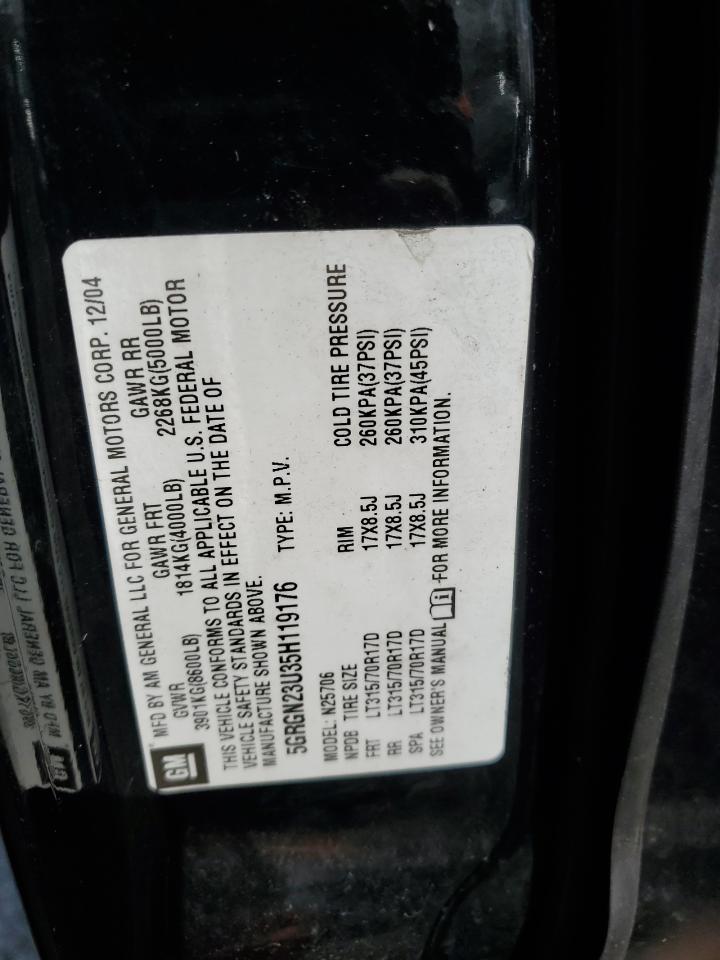 MFD BY AM GENERAL LLC FOR GENERAL MOTORS CORP. 12/04
GVWR GAWR FRT GAWR RR
3901KG(8600LB) 1814KG(4000LB) 2268KG(5000LB)
GM
THIS VEHICLE CONFORMS TO ALL APPLICABLE U.S. FEDERAL MOTOR
VEHICLE SAFETY STANDARDS IN EFFECT ON THE DATE OF
MANUFACTURE SHOWN ABOVE.
5GRGN23U35H119176 TYPE: M.P.V.
MODEL: N25706
NPDB TIRE SIZE RIM COLD TIRE PRESSURE
FRT LT315/70R17D 17X8.5J 260KPA(37PSI)
RR LT315/70R17D 17X8.5J 260KPA(37PSI)
SPA LT315/70R17D 17X8.5J 310KPA(45PSI)
SEE OWNER'S MANUAL i FOR MORE INFORMATION.